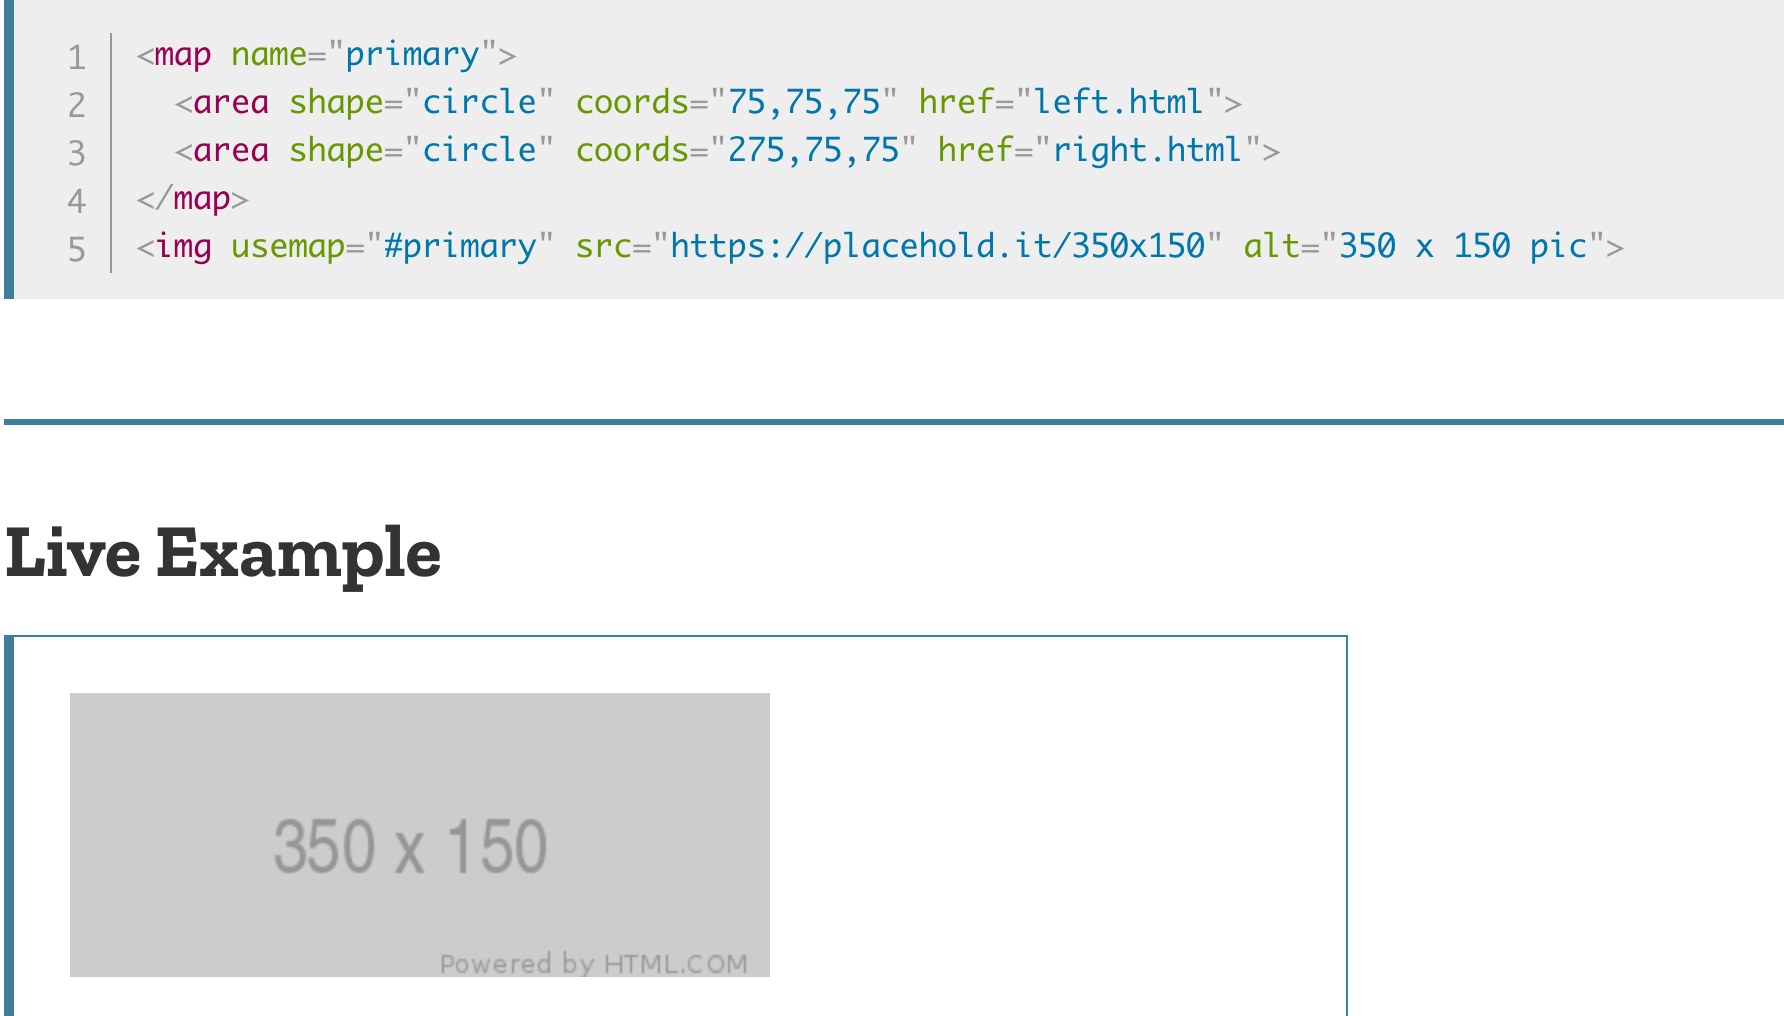 1 <map name="primary">
2   <area shape="circle" coords="75,75,75" href="left.html">
3   <area shape="circle" coords="275,75,75" href="right.html">
4 </map>
5 <img usemap="#primary" src="https://placehold.it/350x150" alt="350 x 150 pic">
Live Example
350 x 150
Powered by HTML.COM